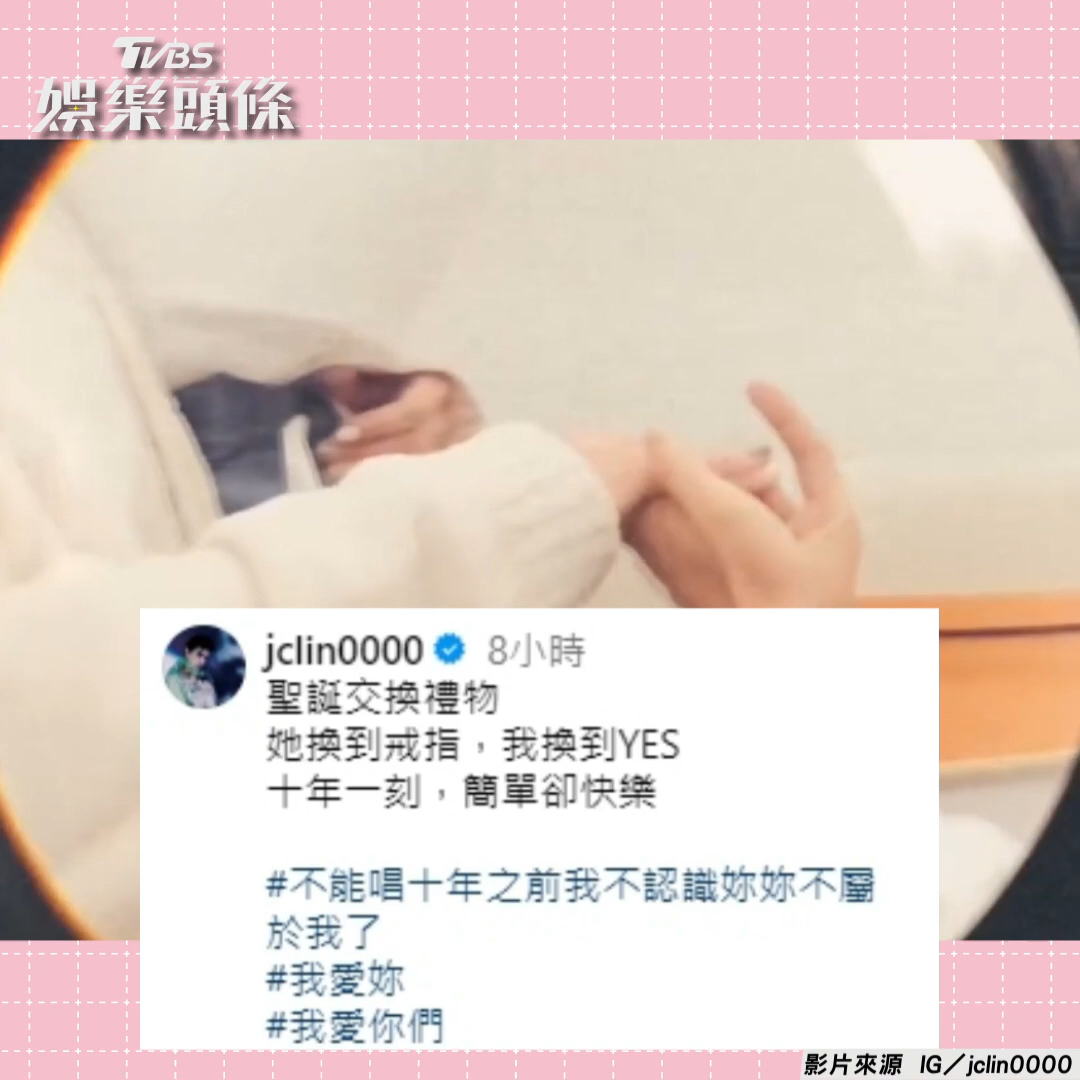 TVBS
娛樂頭條
jclin0000 8小時
聖誕交換禮物
她換到戒指，我換到YES
十年一刻，簡單卻快樂
#不能唱十年之前我不認識妳妳不屬
於我了
#我愛妳
#我愛你們
影片來源 IG／jclin0000